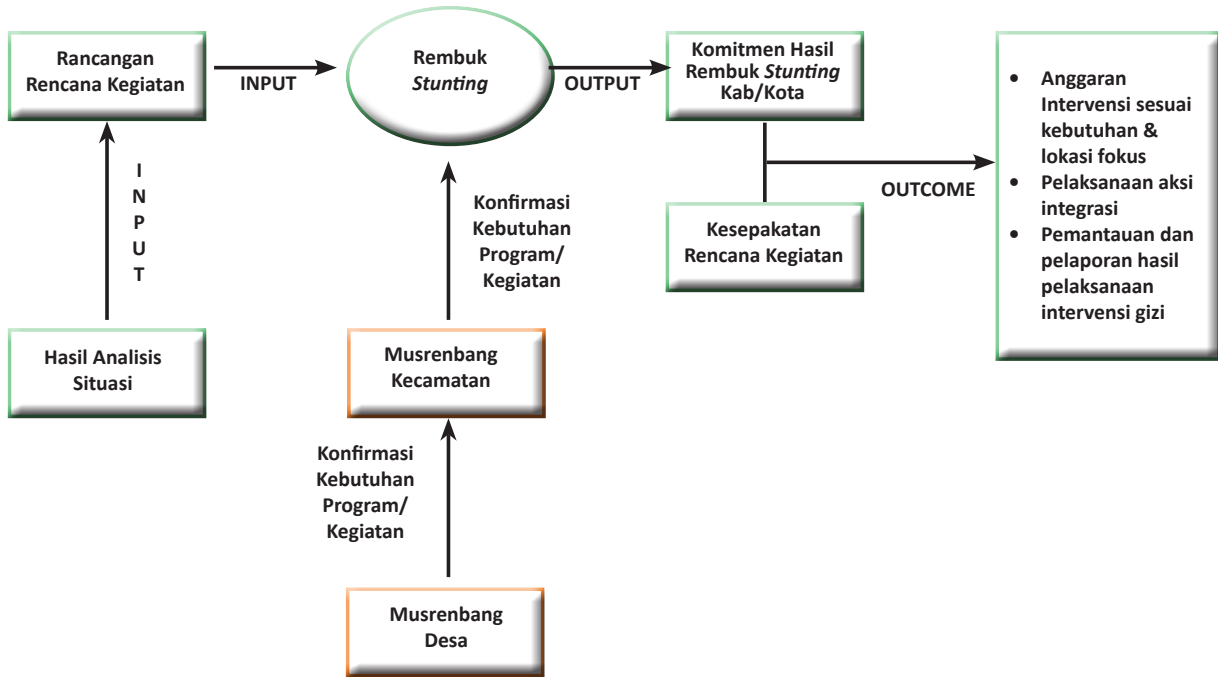 Rancangan
Rencana Kegiatan
INPUT
Rembuk
Stunting
OUTPUT
Komitmen Hasil
Rembuk Stunting
Kab/Kota
OUTCOME
• Anggaran
Intervensi sesuai
kebutuhan &
lokasi fokus
• Pelaksanaan aksi
integrasi
• Pemantauan dan
pelaporan hasil
pelaksanaan
intervensi gizi
I
N
P
U
T
Konfirmasi
Kebutuhan
Program/
Kegiatan
Kesepakatan
Rencana Kegiatan
Hasil Analisis
Situasi
Musrenbang
Kecamatan
Konfirmasi
Kebutuhan
Program/
Kegiatan
Musrenbang
Desa